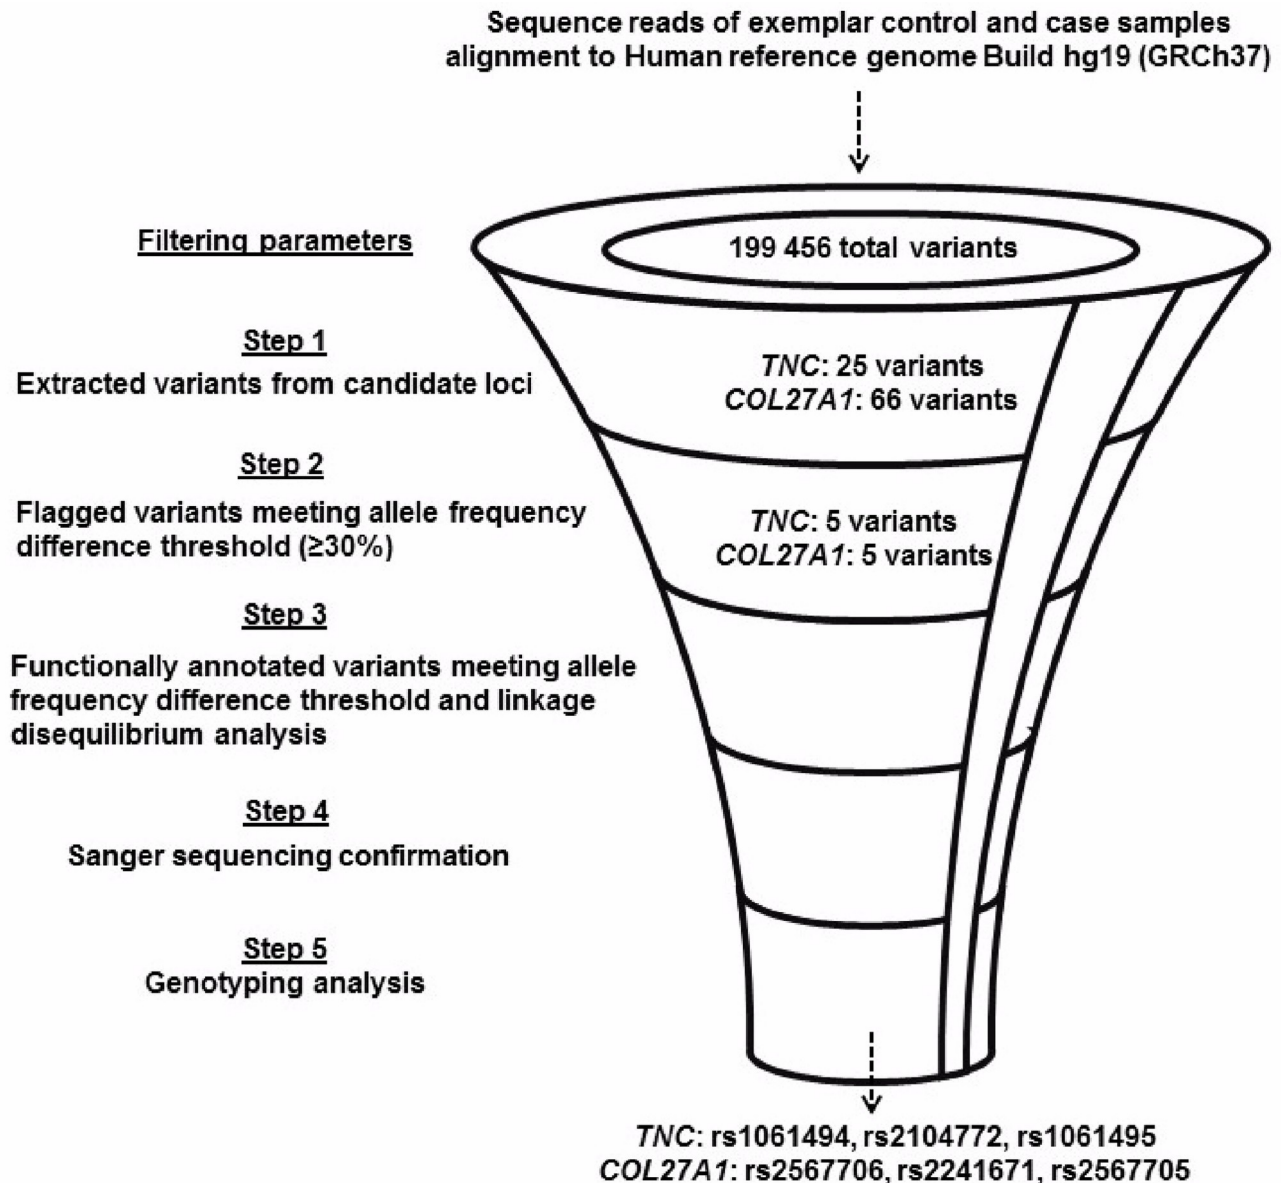 Sequence reads of exemplar control and case samples
alignment to Human reference genome Build hg19 (GRCh37)
Filtering parameters
199 456 total variants
Step 1
Extracted variants from candidate loci
TNC: 25 variants
COL27A1: 66 variants
Step 2
Flagged variants meeting allele frequency
difference threshold (≥30%)
TNC: 5 variants
COL27A1: 5 variants
Step 3
Functionally annotated variants meeting allele
frequency difference threshold and linkage
disequilibrium analysis
Step 4
Sanger sequencing confirmation
Step 5
Genotyping analysis
TNC: rs1061494, rs2104772, rs1061495
COL27A1: rs2567706, rs2241671, rs2567705